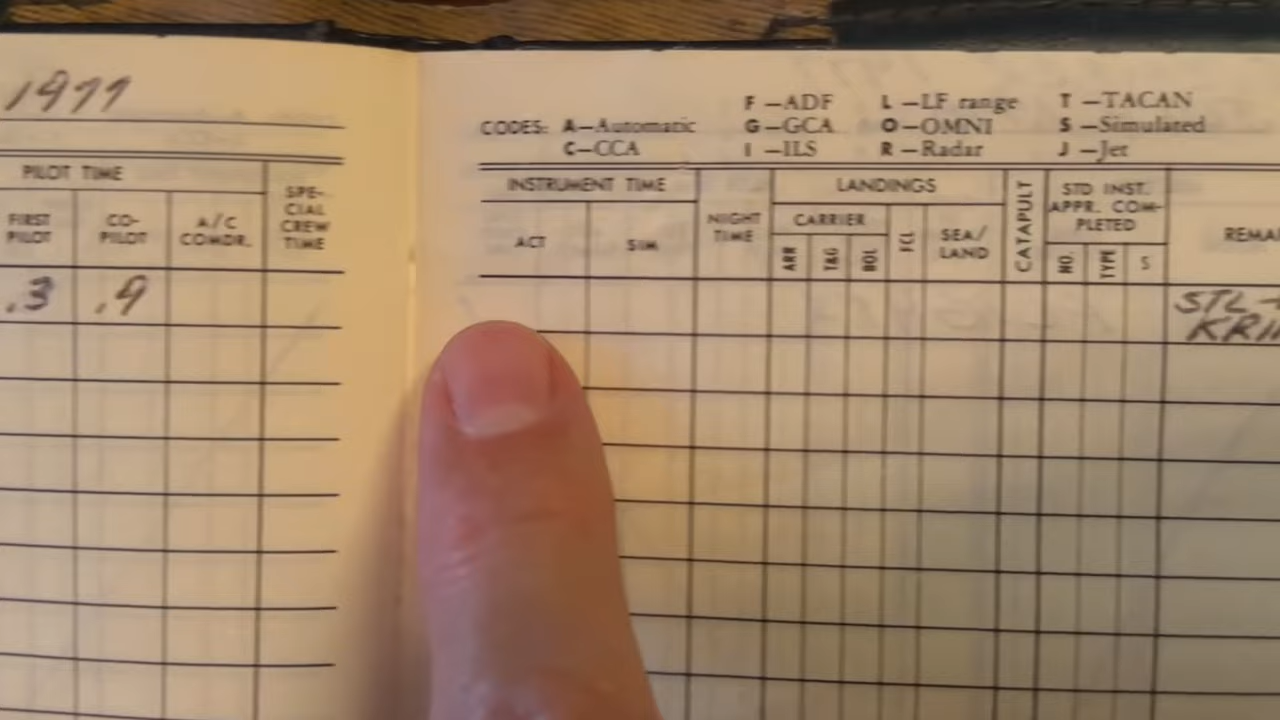 1977
PILOT TIME
FIRST PILOT
CO-PILOT
A/C COMDR.
SPE-CIAL CREW TIME
.3 .9
F —ADF L —LF range T —TACAN
CODES: A—Automatic G —GCA O —OMNI S —Simulated
C—CCA I —ILS R —Radar J —Jet
INSTRUMENT TIME
ACT
SIM
NIGHT TIME
LANDINGS
CARRIER
ARR
T&G
BOL
FCL
SEA/LAND
CATAPULT
STD INST. APPR. COM-PLETED
NO.
TYPE
S
STL-